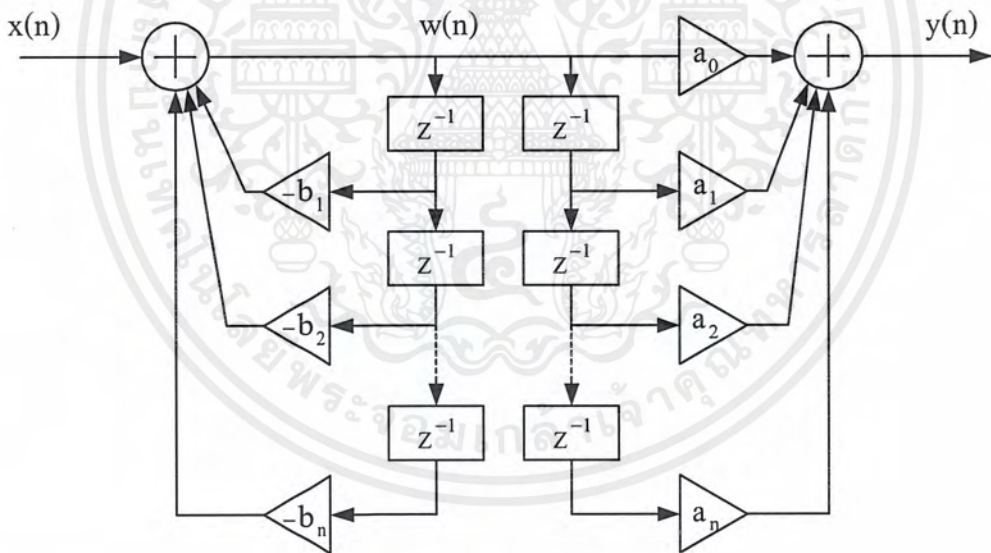 x(n) w(n) y(n)
a₀
z⁻¹ z⁻¹
-b₁ a₁
z⁻¹ z⁻¹
-b₂ a₂
z⁻¹ z⁻¹
-bₙ aₙ